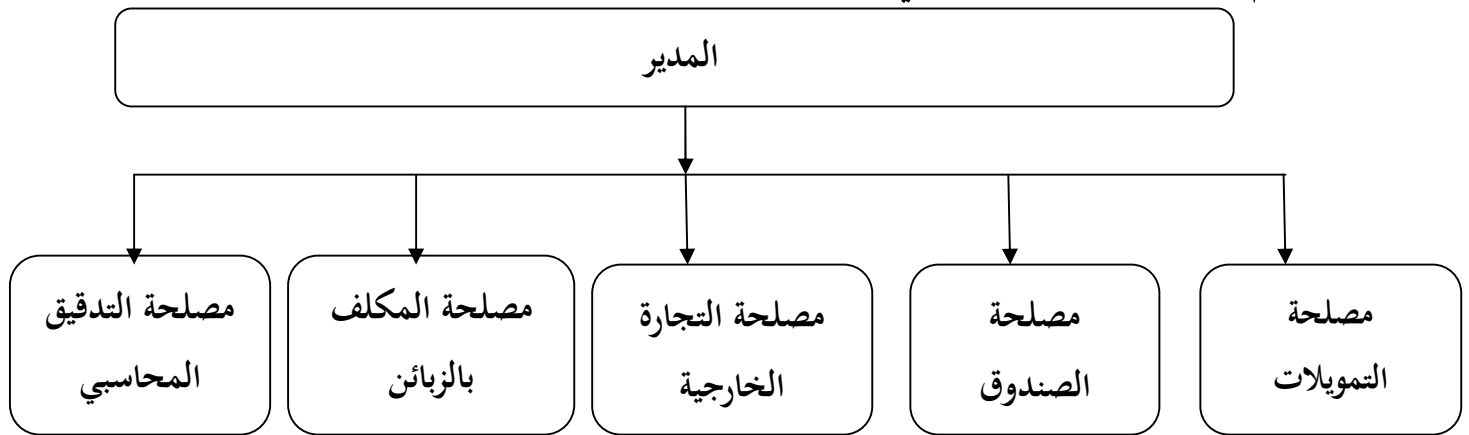 المدير
مصلحة
التمويلات
مصلحة
الصندوق
مصلحة التجارة
الخارجية
مصلحة المكلف
بالزبائن
مصلحة التدقيق
المحاسبي